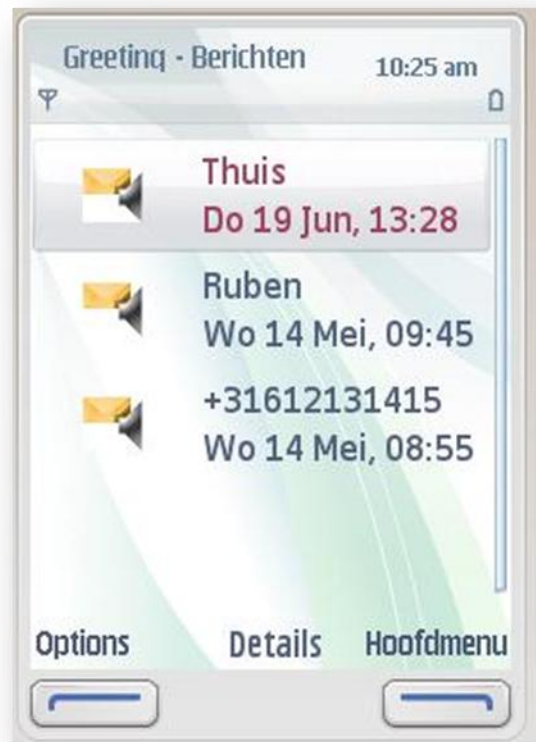 Greeting - Berichten
10:25 am
Thuis
Do 19 Jun, 13:28
Ruben
Wo 14 Mei, 09:45
+31612131415
Wo 14 Mei, 08:55
Options Details Hoofdmenu